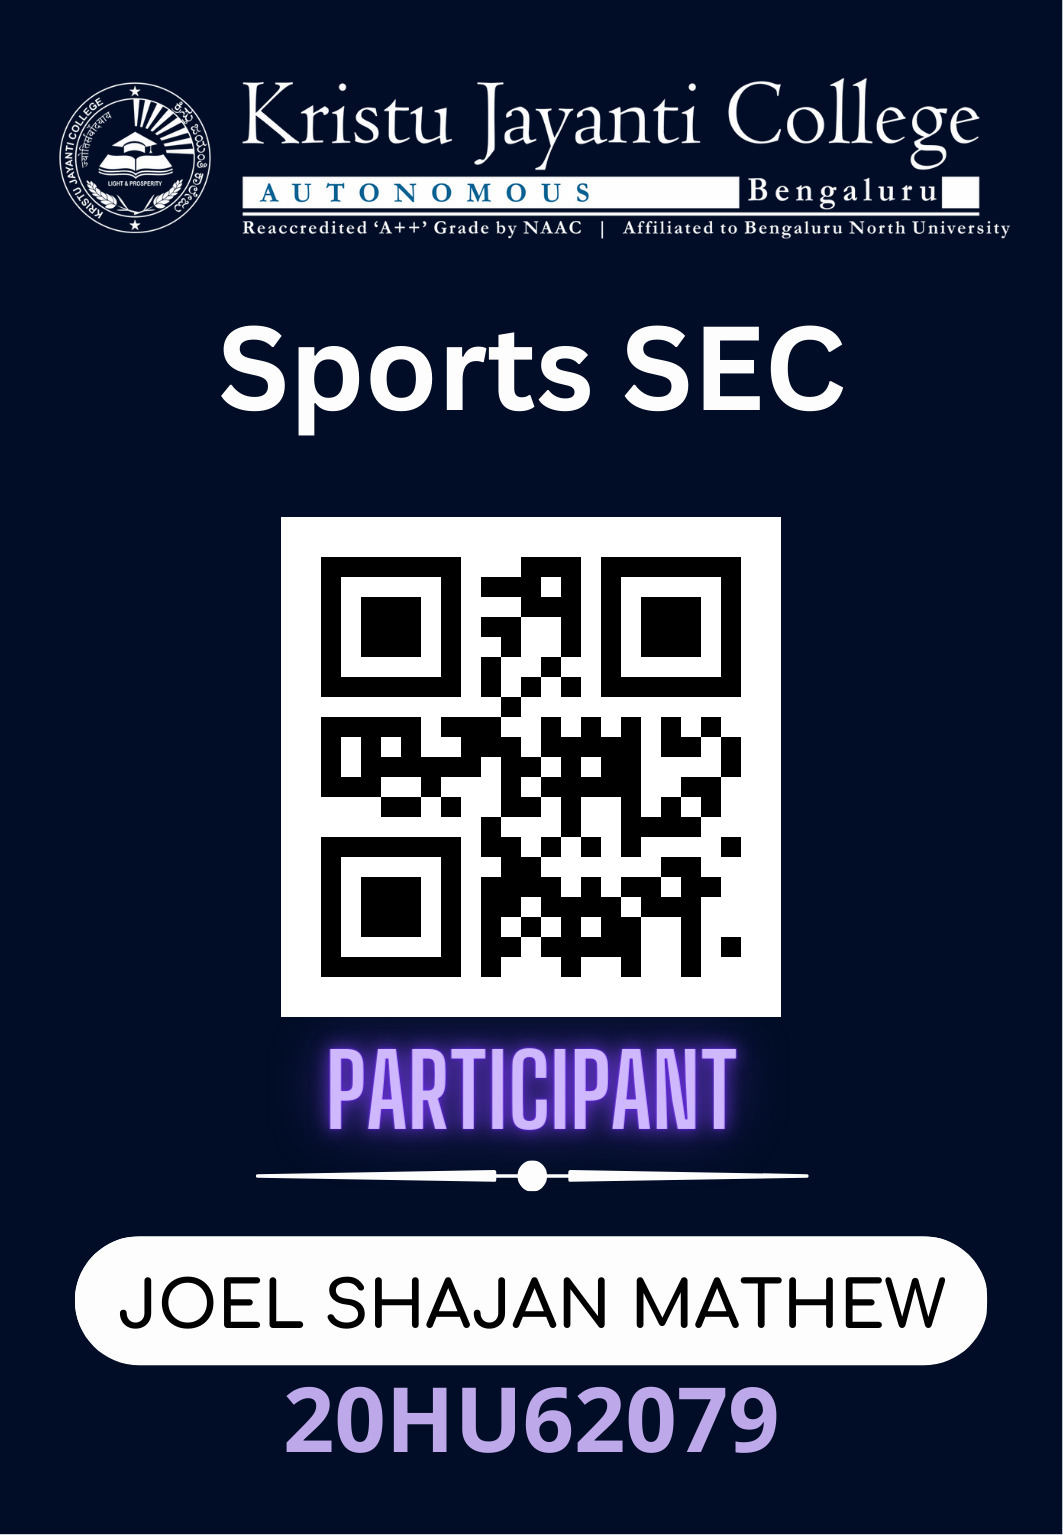 KRISTU JAYANTI COLLEGE
LIGHT & PROSPERITY
Kristu Jayanti College
AUTONOMOUS Bengaluru
Reaccredited ‘A++’ Grade by NAAC | Affiliated to Bengaluru North University
Sports SEC
PARTICIPANT
JOEL SHAJAN MATHEW
20HU62079